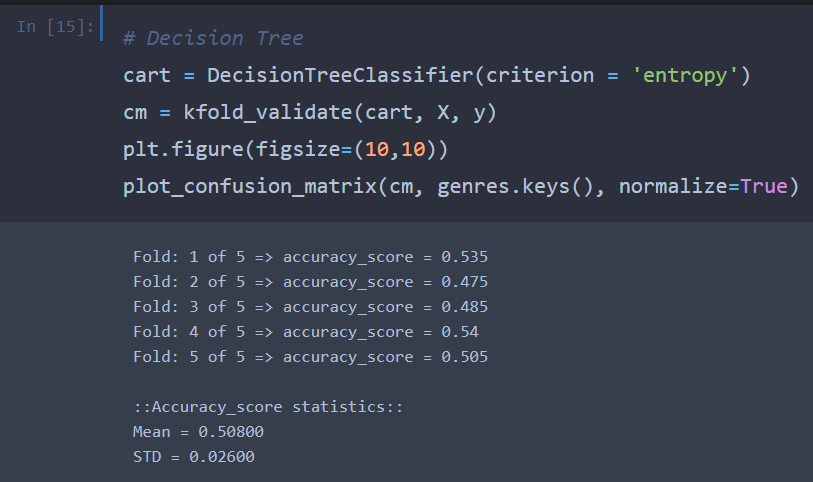 In [15]:
# Decision Tree
cart = DecisionTreeClassifier(criterion = 'entropy')
cm = kfold_validate(cart, X, y)
plt.figure(figsize=(10,10))
plot_confusion_matrix(cm, genres.keys(), normalize=True)
Fold: 1 of 5 => accuracy_score = 0.535
Fold: 2 of 5 => accuracy_score = 0.475
Fold: 3 of 5 => accuracy_score = 0.485
Fold: 4 of 5 => accuracy_score = 0.54
Fold: 5 of 5 => accuracy_score = 0.505
::Accuracy_score statistics::
Mean = 0.50800
STD = 0.02600